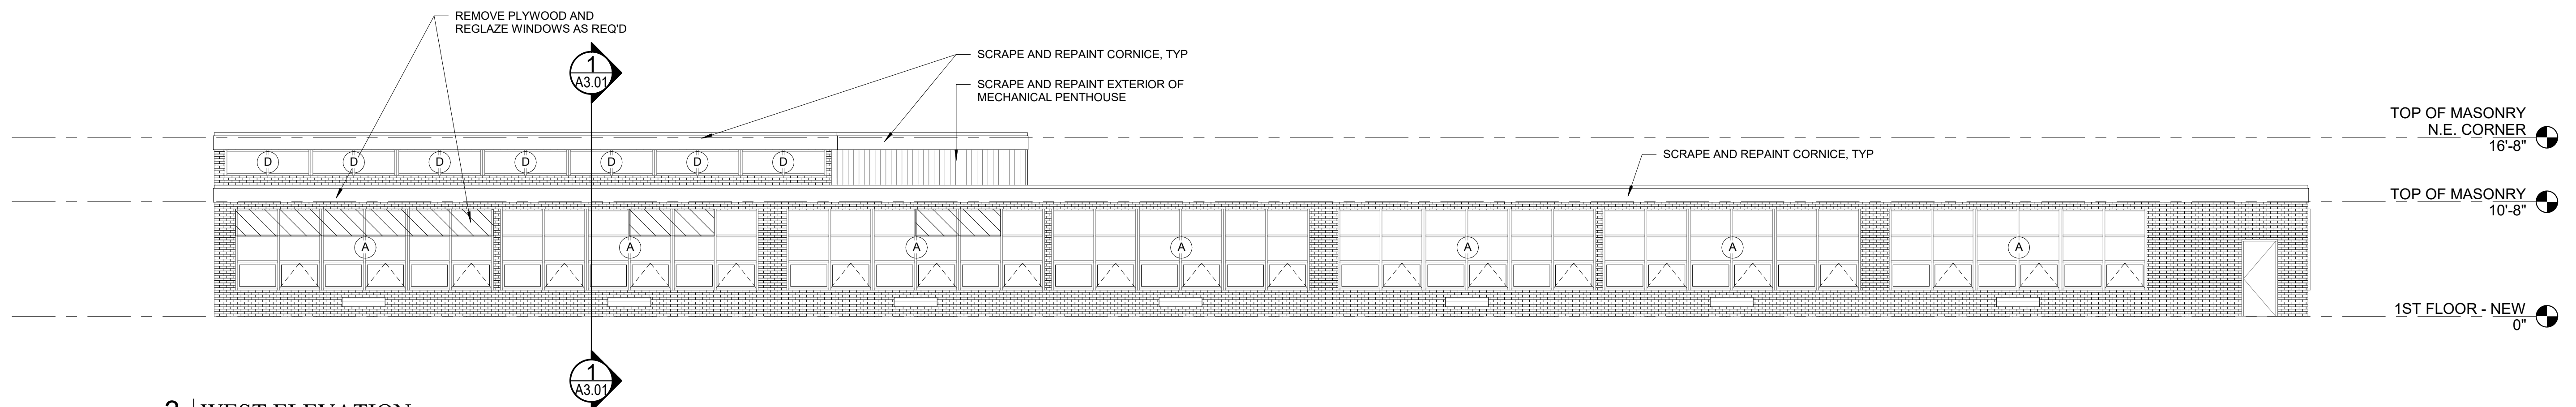 REMOVE PLYWOOD AND
REGLAZE WINDOWS AS REQ'D
1
A3.01
SCRAPE AND REPAINT CORNICE, TYP
SCRAPE AND REPAINT EXTERIOR OF
MECHANICAL PENTHOUSE
TOP OF MASONRY
N.E. CORNER
16'-8"
SCRAPE AND REPAINT CORNICE, TYP
D D D D D D D
TOP OF MASONRY
10'-8"
A A A A A A A
1ST FLOOR - NEW
0"
1
A3.01
WEST ELEVATION